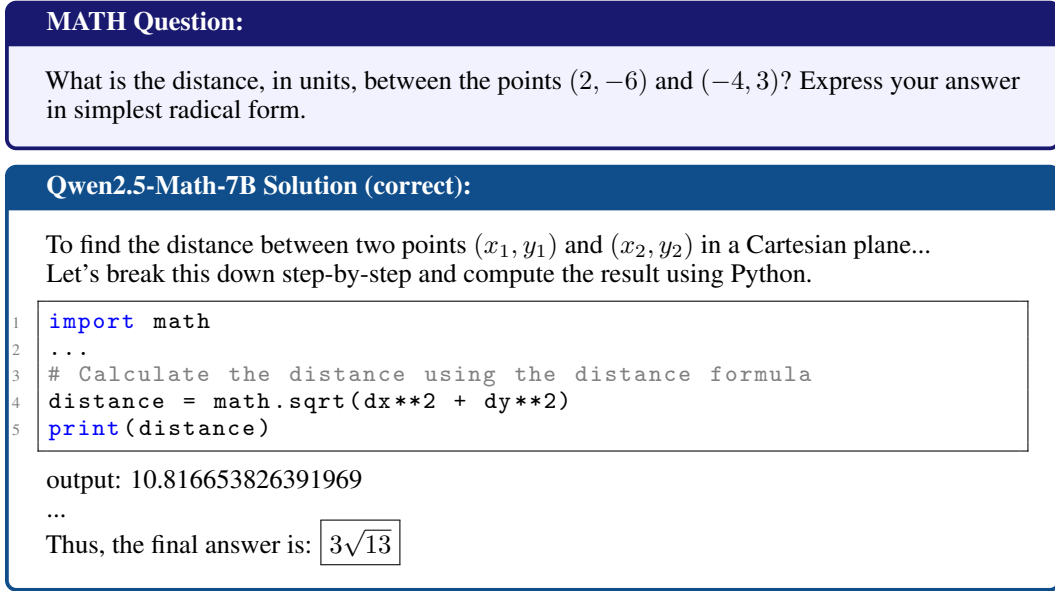 MATH Question:
What is the distance, in units, between the points (2, −6) and (−4, 3)? Express your answer
in simplest radical form.
Qwen2.5-Math-7B Solution (correct):
To find the distance between two points (x₁, y₁) and (x₂, y₂) in a Cartesian plane...
Let's break this down step-by-step and compute the result using Python.
1 import math
2 ...
3 # Calculate the distance using the distance formula
4 distance = math.sqrt(dx**2 + dy**2)
5 print(distance)
output: 10.816653826391969
...
Thus, the final answer is: 3√13